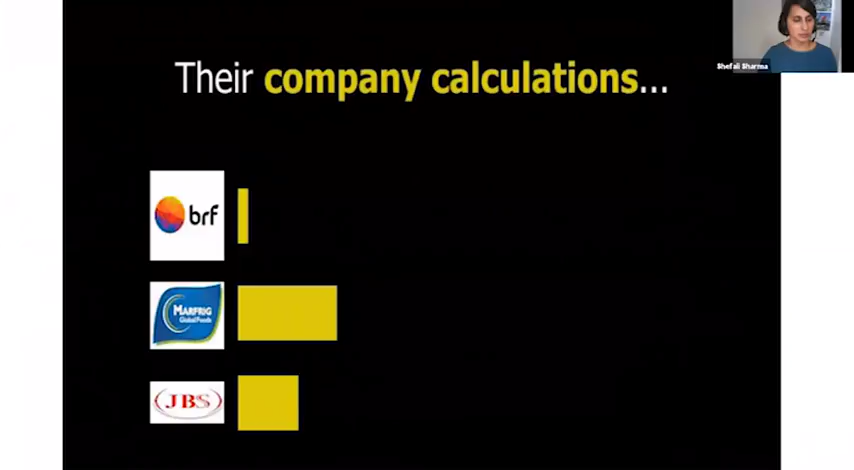 Shefali Sharma
Their company calculations...
brf
MARFRIG
Global Foods
JBS